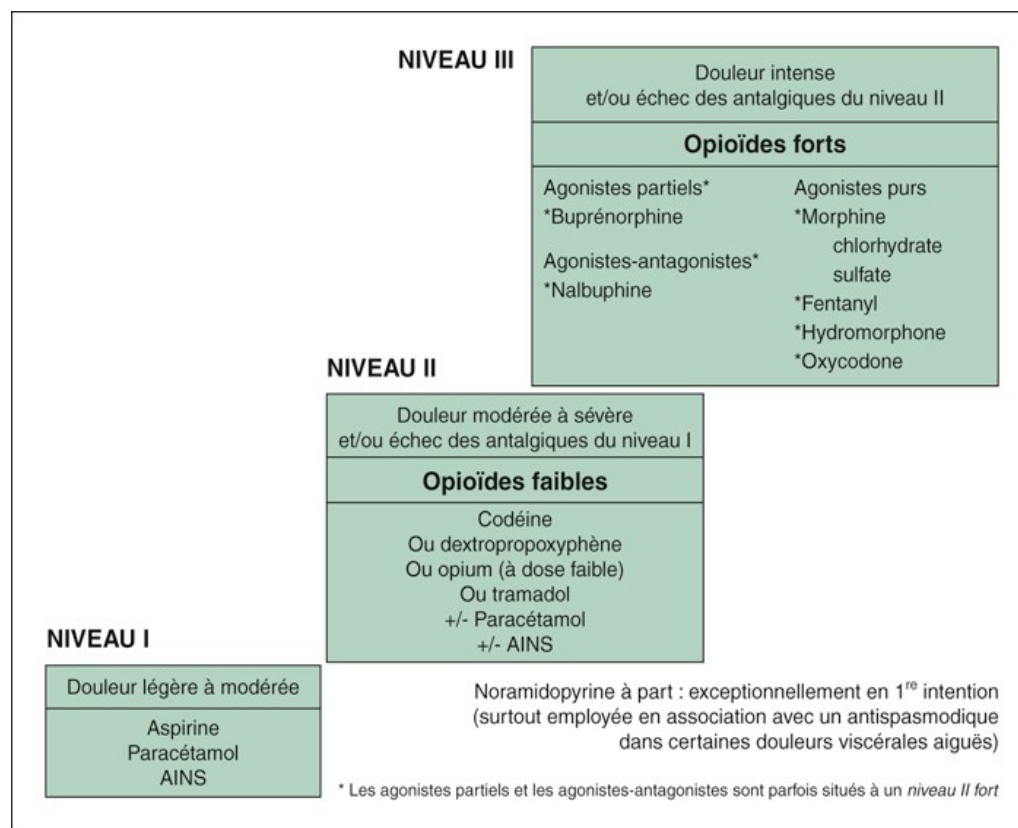 NIVEAU III
Douleur intense
et/ou échec des antalgiques du niveau II
Opioïdes forts
Agonistes partiels*
*Buprénorphine
Agonistes-antagonistes*
*Nalbuphine
Agonistes purs
*Morphine
chlorhydrate
sulfate
*Fentanyl
*Hydromorphone
*Oxycodone
NIVEAU II
Douleur modérée à sévère
et/ou échec des antalgiques du niveau I
Opioïdes faibles
Codéine
Ou dextropropoxyphène
Ou opium (à dose faible)
Ou tramadol
+/- Paracétamol
+/- AINS
NIVEAU I
Douleur légère à modérée
Aspirine
Paracétamol
AINS
Noramidopyrine à part : exceptionnellement en 1re intention
(surtout employée en association avec un antispasmodique
dans certaines douleurs viscérales aiguës)
* Les agonistes partiels et les agonistes-antagonistes sont parfois situés à un niveau II fort